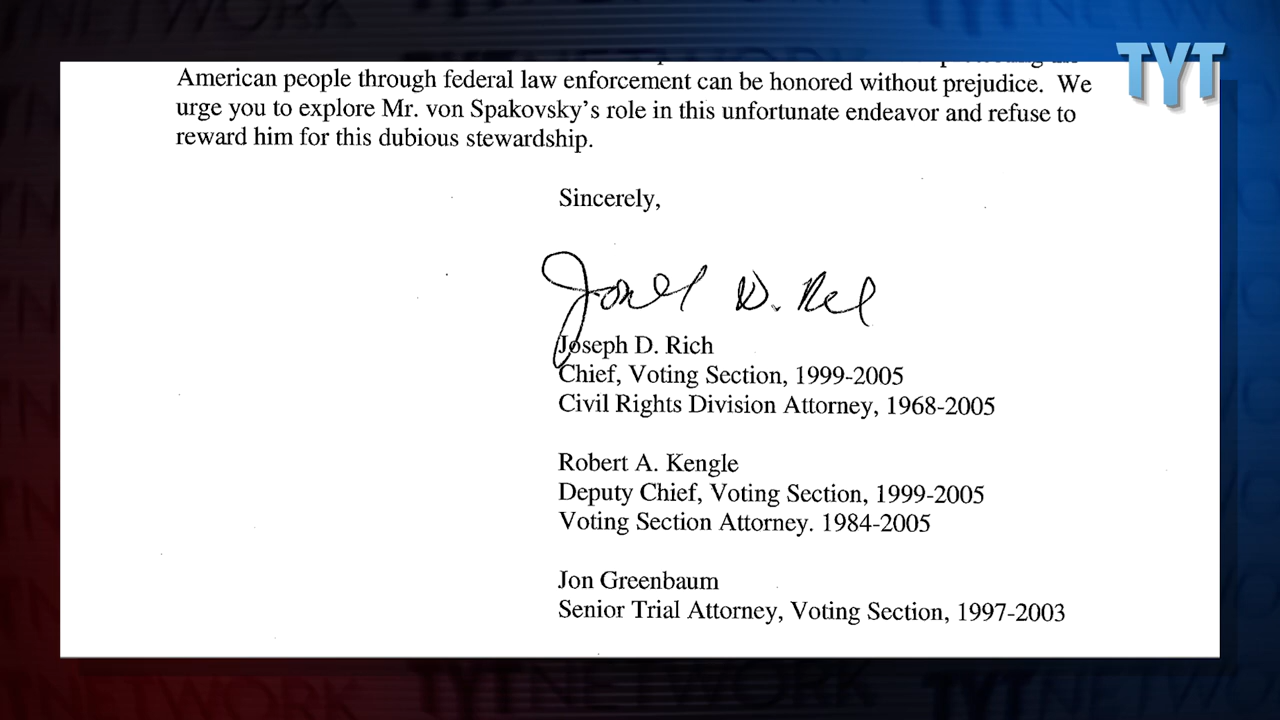 TYT
American people through federal law enforcement can be honored without prejudice. We
urge you to explore Mr. von Spakovsky's role in this unfortunate endeavor and refuse to
reward him for this dubious stewardship.
Sincerely,
Joseph D. Rich
Chief, Voting Section, 1999-2005
Civil Rights Division Attorney, 1968-2005
Robert A. Kengle
Deputy Chief, Voting Section, 1999-2005
Voting Section Attorney. 1984-2005
Jon Greenbaum
Senior Trial Attorney, Voting Section, 1997-2003